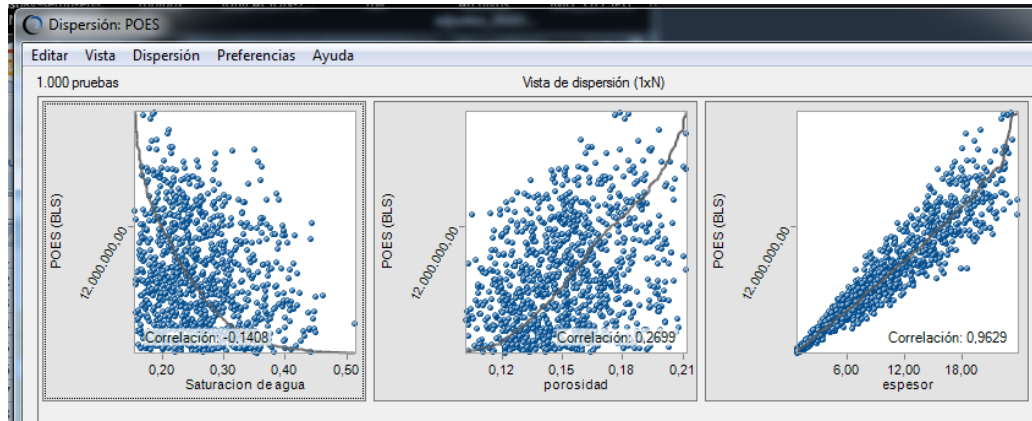 Dispersión: POES
Editar Vista Dispersión Preferencias Ayuda
1.000 pruebas
Vista de dispersión (1xN)
POES (BLS)
12.000.000,00
Correlación: -0,1408
0,20 0,30 0,40 0,50
Saturacion de agua
POES (BLS)
12.000.000,00
Correlación: 0,2699
0,12 0,15 0,18 0,21
porosidad
POES (BLS)
12.000.000,00
Correlación: 0,9629
6,00 12,00 18,00
espesor